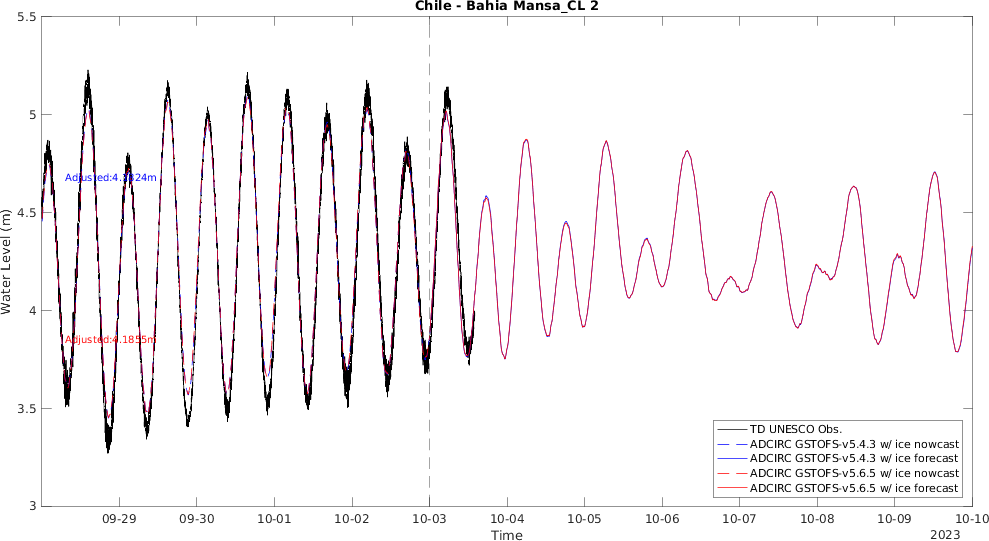 Chile - Bahia Mansa_CL 2
5.5
5
4.5
4
3.5
3
Water Level (m)
Adjusted:4.1824m
Adjusted:4.1855m
TD UNESCO Obs.
ADCIRC GSTOFS-v5.4.3 w/ ice nowcast
ADCIRC GSTOFS-v5.4.3 w/ ice forecast
ADCIRC GSTOFS-v5.6.5 w/ ice nowcast
ADCIRC GSTOFS-v5.6.5 w/ ice forecast
09-29 09-30 10-01 10-02 10-03 10-04 10-05 10-06 10-07 10-08 10-09 10-10
Time
2023